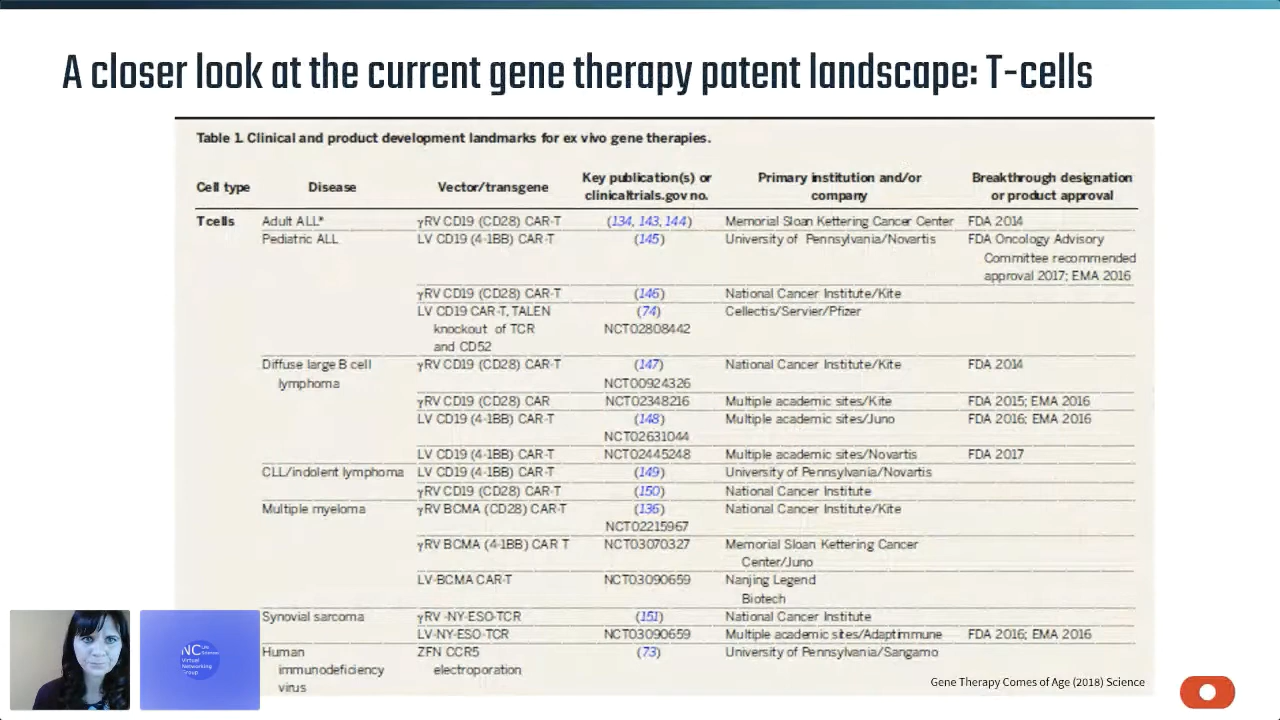 A closer look at the current gene therapy patent landscape: T-cells
Table 1. Clinical and product development landmarks for ex vivo gene therapies.
Cell type Disease Vector/transgene Key publication(s) or clinicaltrials.gov no. Primary institution and/or company Breakthrough designation or product approval
T cells Adult ALL* γRV CD19 (CD28) CAR-T (134, 143, 144) Memorial Sloan Kettering Cancer Center FDA 2014
Pediatric ALL LV CD19 (4-1BB) CAR-T (145) University of Pennsylvania/Novartis FDA Oncology Advisory
Committee recommended
approval 2017; EMA 2016
γRV CD19 (CD28) CAR-T (146) National Cancer Institute/Kite
LV CD19 CAR-T, TALEN (74) Cellectis/Servier/Pfizer
knockout of TCR NCT02808442
and CD52
Diffuse large B cell γRV CD19 (CD28) CAR-T (147) National Cancer Institute/Kite FDA 2014
lymphoma NCT00924326
γRV CD19 (CD28) CAR NCT02348216 Multiple academic sites/Kite FDA 2015; EMA 2016
LV CD19 (4-1BB) CAR-T (148) Multiple academic sites/Juno FDA 2016; EMA 2016
NCT02631044
LV CD19 (4-1BB) CAR-T NCT02445248 Multiple academic sites/Novartis FDA 2017
CLL/indolent lymphoma LV CD19 (4-1BB) CAR-T (149) University of Pennsylvania/Novartis
γRV CD19 (CD28) CAR-T (150) National Cancer Institute
Multiple myeloma γRV BCMA (CD28) CAR-T (136) National Cancer Institute/Kite
NCT02215967
γRV BCMA (4-1BB) CAR T NCT03070327 Memorial Sloan Kettering Cancer
Center/Juno
LV-BCMA CAR-T NCT03090659 Nanjing Legend
Biotech
Synovial sarcoma γRV -NY-ESO-TCR (151) National Cancer Institute
LV-NY-ESO-TCR NCT03090659 Multiple academic sites/Adaptimmune FDA 2016; EMA 2016
Human ZFN CCR5 (73) University of Pennsylvania/Sangamo
immunodeficiency electroporation
virus
Gene Therapy Comes of Age (2018) Science
NC Life Sciences
Virtual
Networking
Group